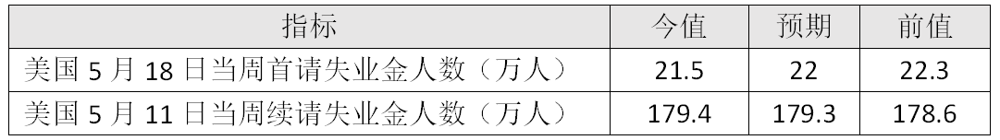 指标 今值 预期 前值
美国 5 月 18 日当周首请失业金人数（万人） 21.5 22 22.3
美国 5 月 11 日当周续请失业金人数（万人） 179.4 179.3 178.6